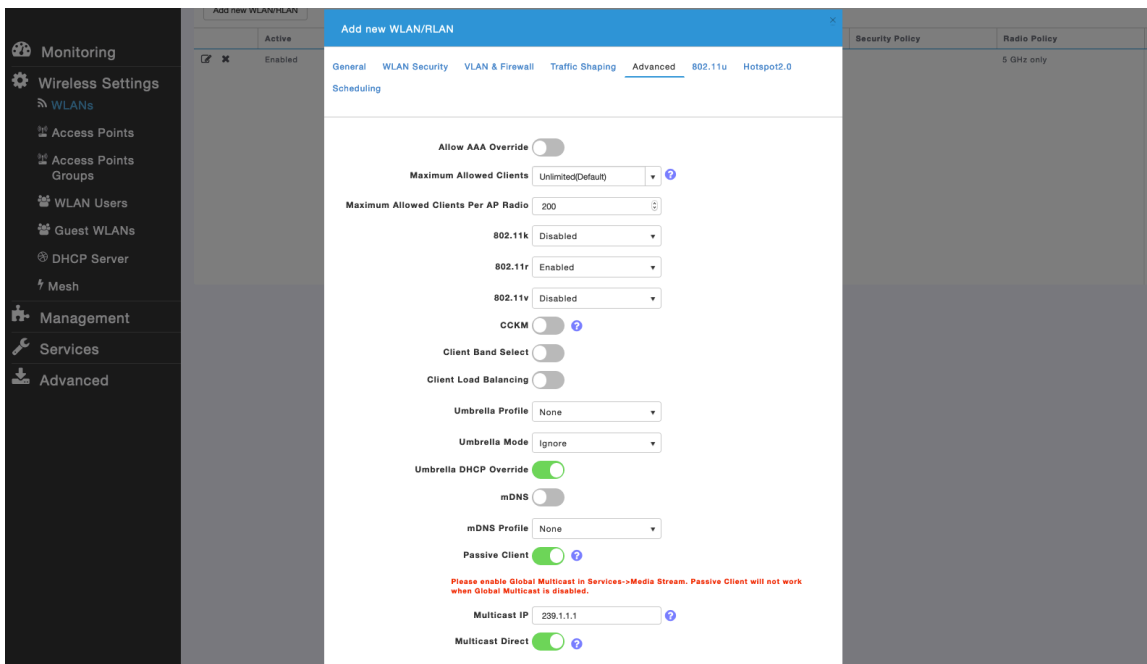 Add new WLAN/RLAN
Active
Security Policy
Radio Policy
Enabled
5 GHz only
Monitoring
Wireless Settings
WLANs
Access Points
Access Points
Groups
WLAN Users
Guest WLANs
DHCP Server
Mesh
Management
Services
Advanced
Add new WLAN/RLAN
×
General WLAN Security VLAN & Firewall Traffic Shaping Advanced 802.11u Hotspot2.0
Scheduling
Allow AAA Override
Maximum Allowed Clients Unlimited(Default) ?
Maximum Allowed Clients Per AP Radio 200
802.11k Disabled
802.11r Enabled
802.11v Disabled
CCKM ?
Client Band Select
Client Load Balancing
Umbrella Profile None
Umbrella Mode Ignore
Umbrella DHCP Override
mDNS
mDNS Profile None
Passive Client ?
Please enable Global Multicast in Services->Media Stream. Passive Client will not work
when Global Multicast is disabled.
Multicast IP 239.1.1.1 ?
Multicast Direct ?